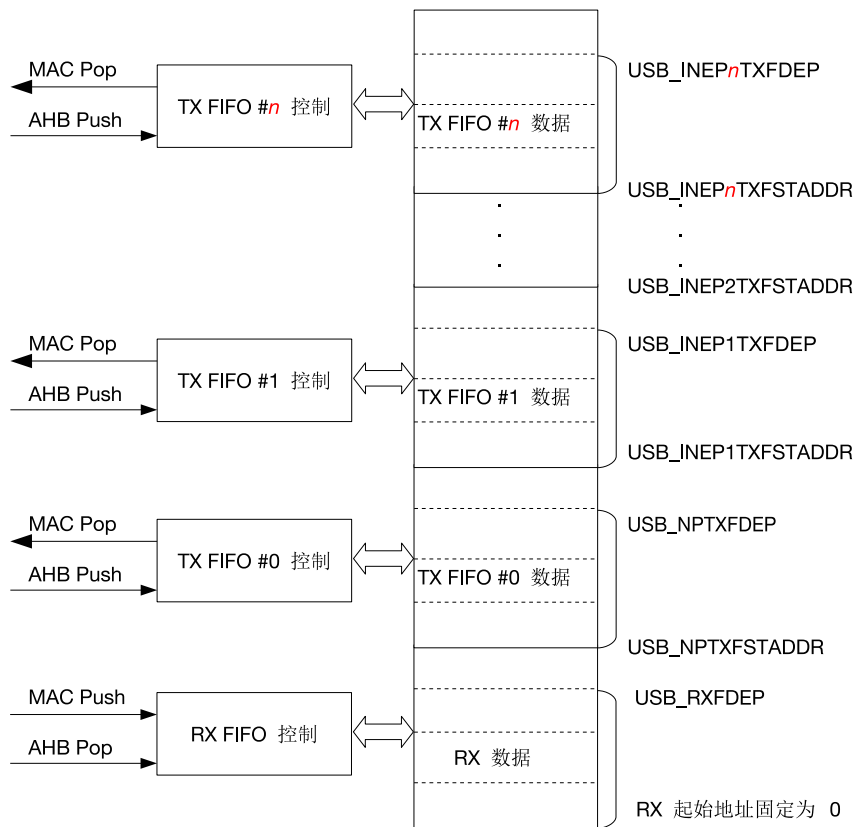 MAC Pop
AHB Push
TX FIFO #n 控制
TX FIFO #n 数据
USB_INEPnTXFDEP
USB_INEPnTXFSTADDR
.
.
.
.
.
.
USB_INEP2TXFSTADDR
MAC Pop
AHB Push
TX FIFO #1 控制
TX FIFO #1 数据
USB_INEP1TXFDEP
USB_INEP1TXFSTADDR
MAC Pop
AHB Push
TX FIFO #0 控制
TX FIFO #0 数据
USB_NPTXFDEP
USB_NPTXFSTADDR
MAC Push
AHB Pop
RX FIFO 控制
RX 数据
USB_RXFDEP
RX 起始地址固定为 0